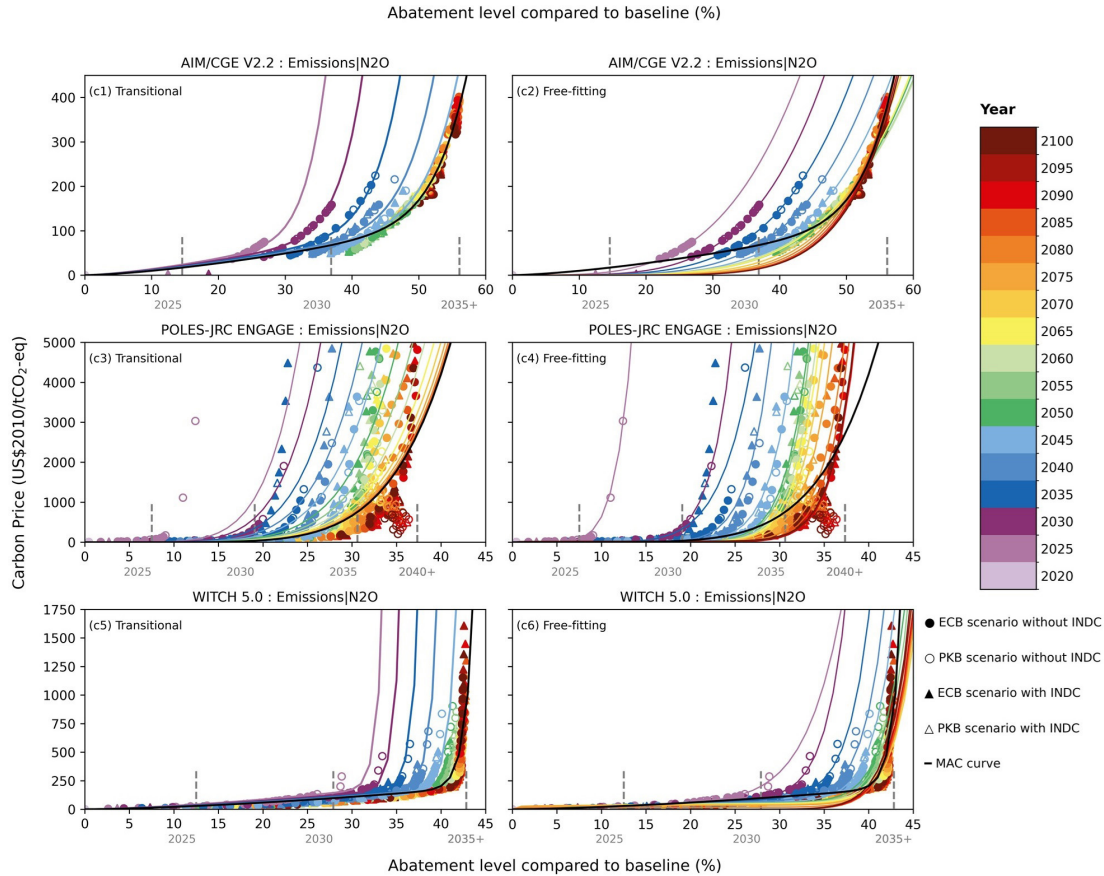 Abatement level compared to baseline (%)
AIM/CGE V2.2 : Emissions|N2O
AIM/CGE V2.2 : Emissions|N2O
(c1) Transitional
(c2) Free-fitting
400
300
200
100
0
0 10 20 30 40 50 60
0 10 20 30 40 50 60
2025 2030 2035+
2025 2030 2035+
POLES-JRC ENGAGE : Emissions|N2O
POLES-JRC ENGAGE : Emissions|N2O
(c3) Transitional
(c4) Free-fitting
5000
4000
3000
2000
1000
0
0 5 10 15 20 25 30 35 40 45
0 5 10 15 20 25 30 35 40 45
2025 2030 2035 2040+
2025 2030 2035 2040+
WITCH 5.0 : Emissions|N2O
WITCH 5.0 : Emissions|N2O
(c5) Transitional
(c6) Free-fitting
1750
1500
1250
1000
750
500
250
0
0 5 10 15 20 25 30 35 40 45
0 5 10 15 20 25 30 35 40 45
2025 2030 2035+
2025 2030 2035+
Carbon Price (US$2010/tCO₂-eq)
Abatement level compared to baseline (%)
Year
2100
2095
2090
2085
2080
2075
2070
2065
2060
2055
2050
2045
2040
2035
2030
2025
2020
ECB scenario without INDC
PKB scenario without INDC
ECB scenario with INDC
PKB scenario with INDC
MAC curve